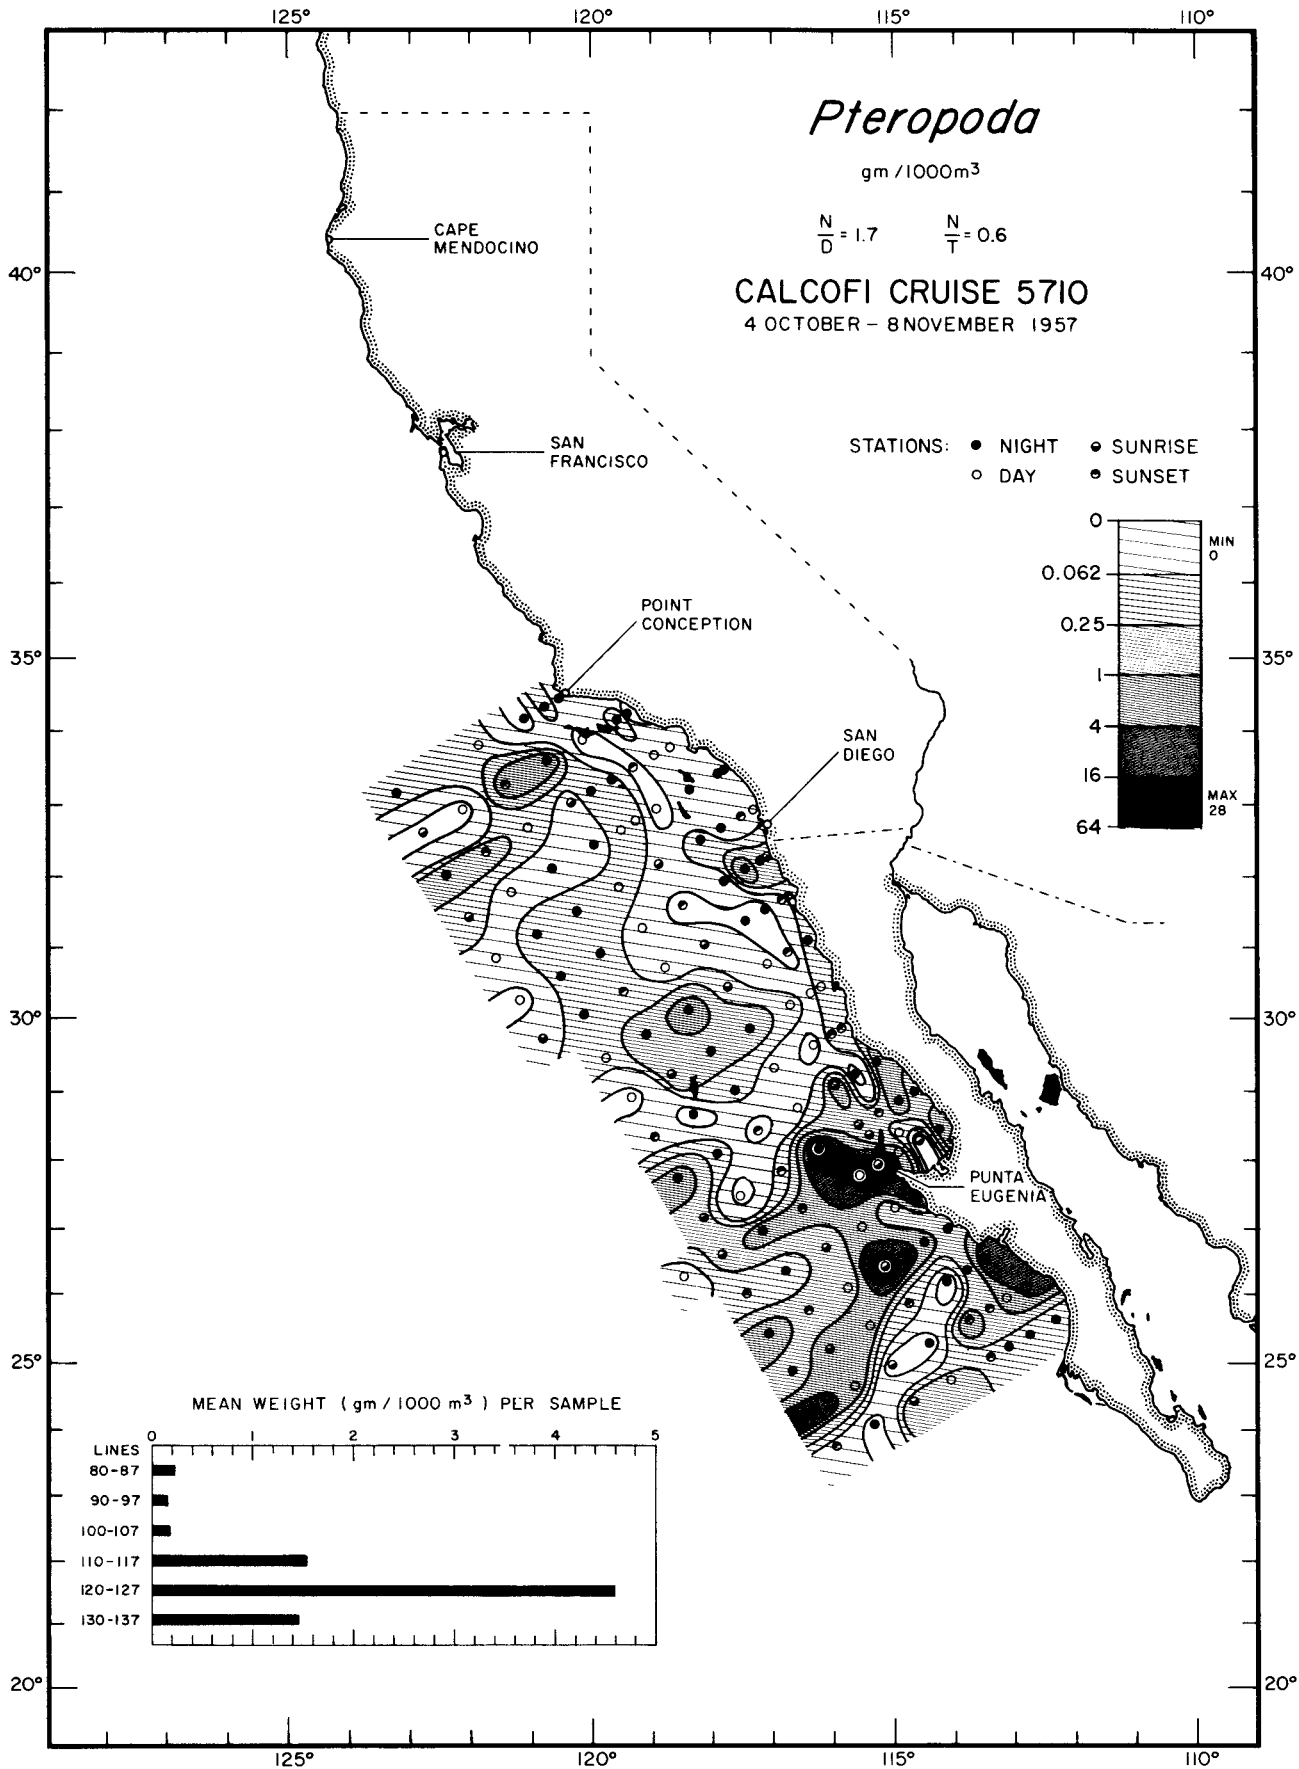 125° 120° 115° 110°
Pteropoda
gm/1000m³
N/D = 1.7 N/T = 0.6
CALCOFI CRUISE 5710
4 OCTOBER – 8 NOVEMBER 1957
CAPE
MENDOCINO
40° 40°
SAN
FRANCISCO
STATIONS: NIGHT SUNRISE
DAY SUNSET
0
MIN
0
0.062
0.25
1
4
16
MAX
28
64
POINT
CONCEPTION
35° 35°
SAN
DIEGO
30° 30°
PUNTA
EUGENIA
25° 25°
MEAN WEIGHT (gm/1000 m³) PER SAMPLE
LINES 0 1 2 3 4 5
80-87
90-97
100-107
110-117
120-127
130-137
20° 20°
125° 120° 115° 110°